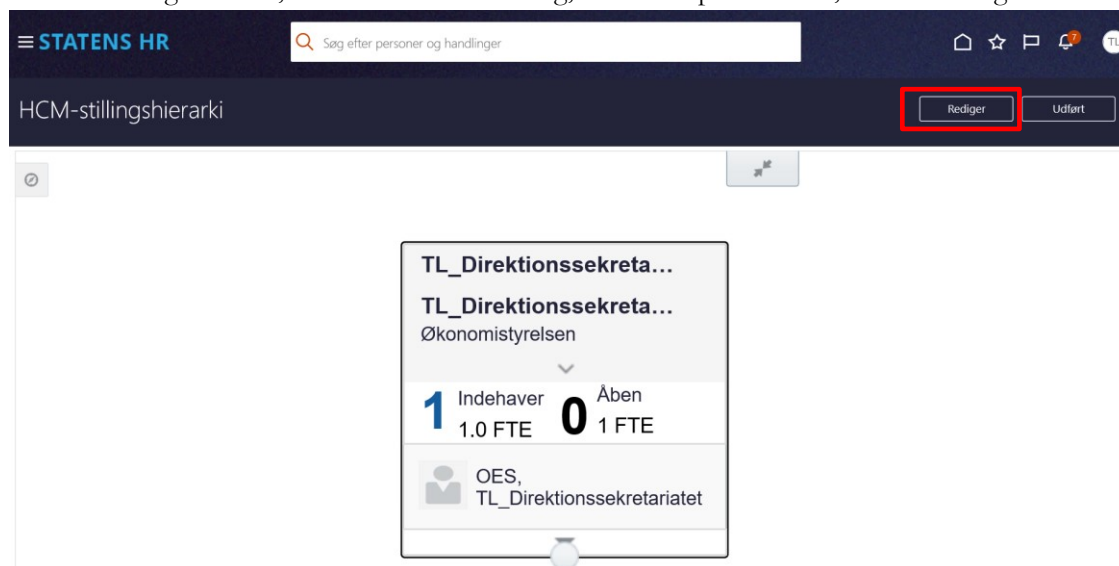 STATENS HR
Søg efter personer og handlinger
7
TL
HCM-stillingshierarki
Rediger
Udført
TL_Direktionssekreta...
TL_Direktionssekreta...
Økonomistyrelsen
1 Indehaver 0 Åben
1.0 FTE 1 FTE
OES,
TL_Direktionssekretariatet